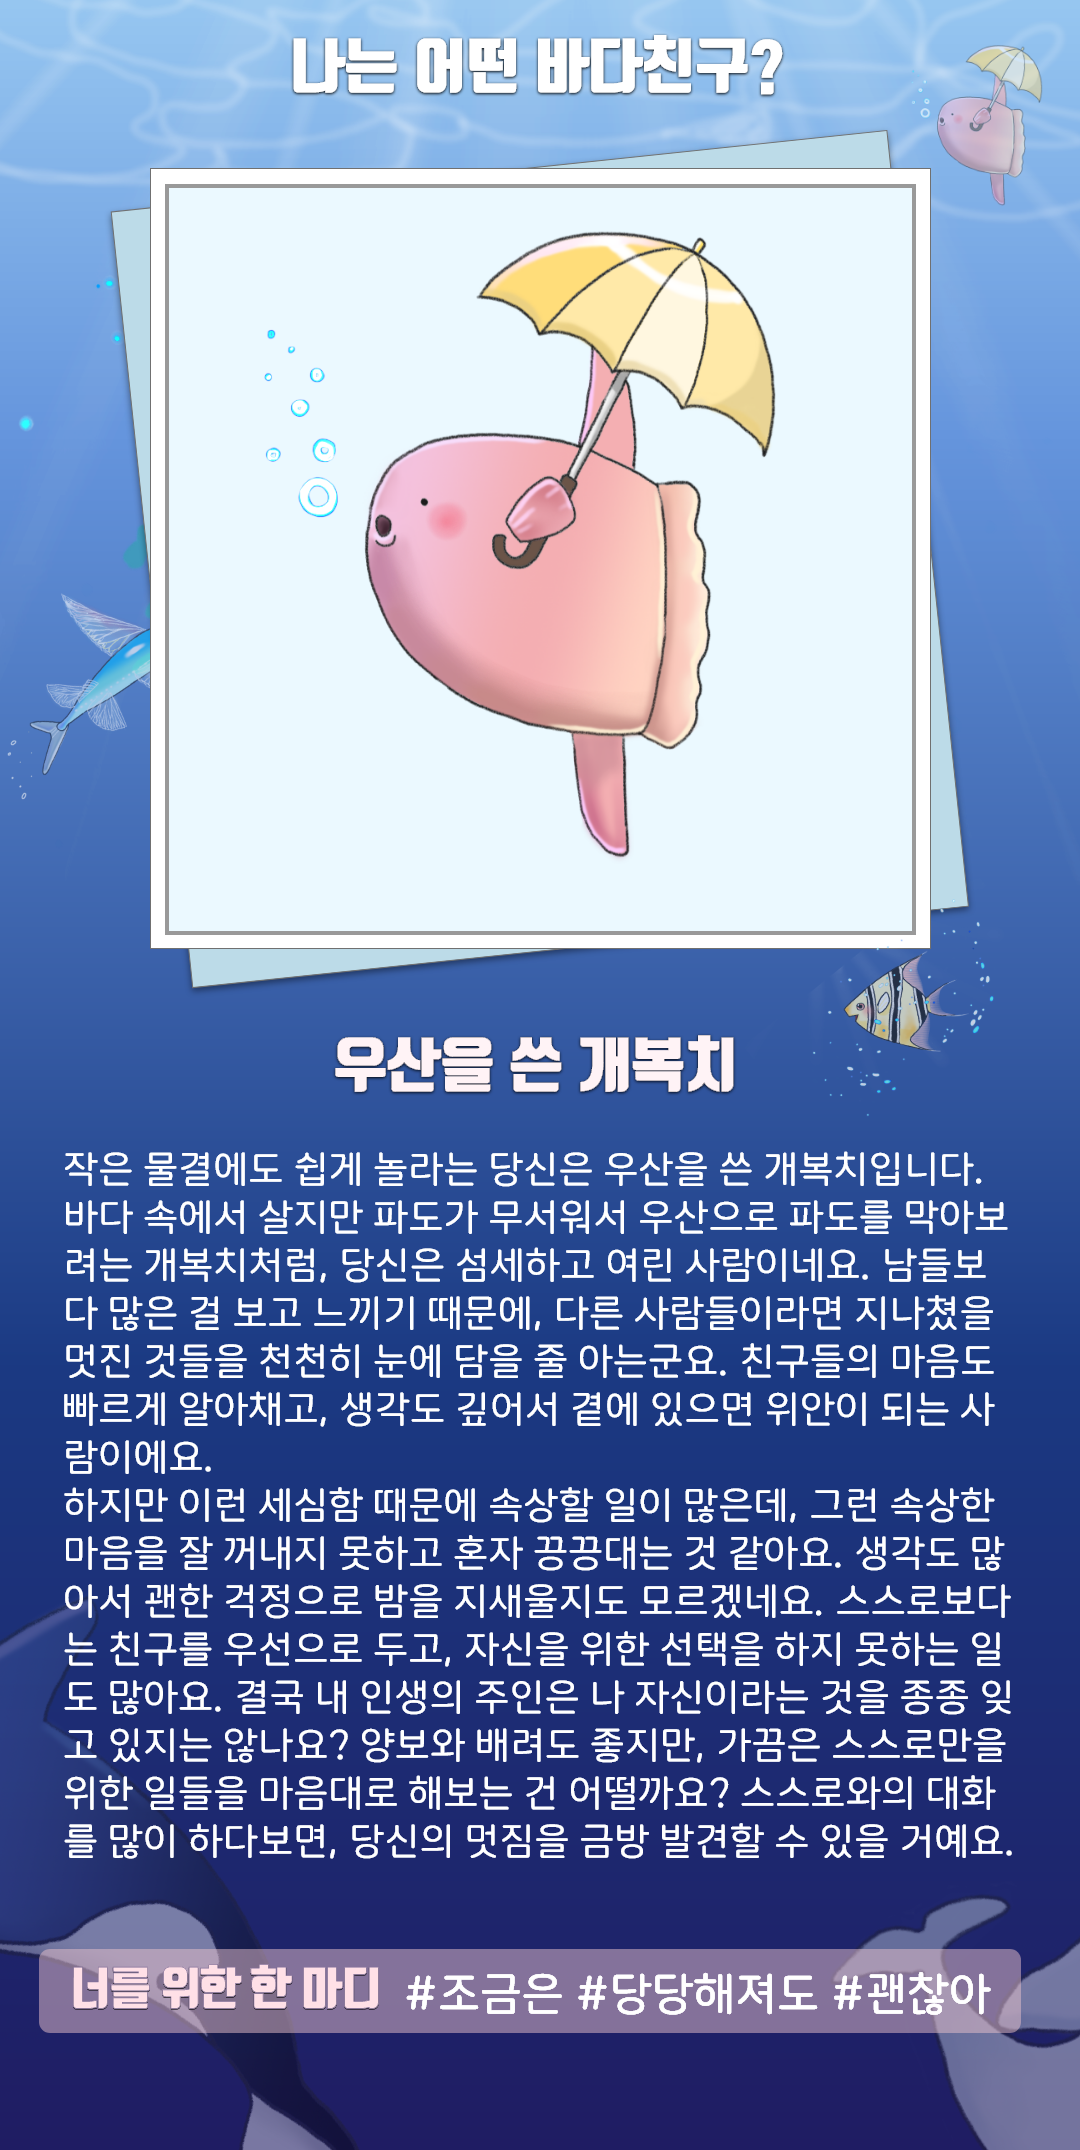 나는 어떤 바다친구?
우산을 쓴 개복치
작은 물결에도 쉽게 놀라는 당신은 우산을 쓴 개복치입니다.
바다 속에서 살지만 파도가 무서워서 우산으로 파도를 막아보
려는 개복치처럼, 당신은 섬세하고 여린 사람이네요. 남들보
다 많은 걸 보고 느끼기 때문에, 다른 사람들이라면 지나쳤을
멋진 것들을 천천히 눈에 담을 줄 아는군요. 친구들의 마음도
빠르게 알아채고, 생각도 깊어서 곁에 있으면 위안이 되는 사
람이에요.
하지만 이런 세심함 때문에 속상할 일이 많은데, 그런 속상한
마음을 잘 꺼내지 못하고 혼자 끙끙대는 것 같아요. 생각도 많
아서 괜한 걱정으로 밤을 지새울지도 모르겠네요. 스스로보다
는 친구를 우선으로 두고, 자신을 위한 선택을 하지 못하는 일
도 많아요. 결국 내 인생의 주인은 나 자신이라는 것을 종종 잊
고 있지는 않나요? 양보와 배려도 좋지만, 가끔은 스스로만을
위한 일들을 마음대로 해보는 건 어떨까요? 스스로와의 대화
를 많이 하다보면, 당신의 멋짐을 금방 발견할 수 있을 거예요.
너를 위한 한 마디 #조금은 #당당해져도 #괜찮아